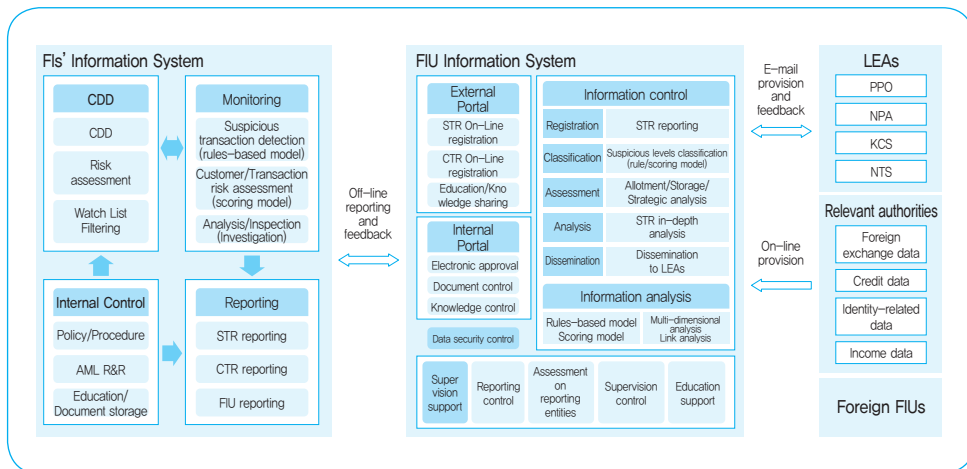 FIs' Information System
CDD
CDD
Risk
assessment
Watch List
Filtering
Monitoring
Suspicious
transaction detection
(rules-based model)
Customer/Transaction
risk assessment
(scoring model)
Analysis/Inspection
(Investigation)
Internal Control
Policy/Procedure
AML R&R
Education/
Document storage
Reporting
STR reporting
CTR reporting
FIU reporting
Off-line
reporting
and
feedback
FIU Information System
External
Portal
STR On-Line
registration
CTR On-Line
registration
Education/Kno
wledge sharing
Internal
Portal
Electronic approval
Document control
Knowledge control
Data security control
Information control
Registration
STR reporting
Classification
Suspicious levels classification
(rule/scoring model)
Assessment
Allotment/Storage/
Strategic analysis
Analysis
STR in-depth
analysis
Dissemination
Dissemination
to LEAs
Information analysis
Rules-based model
Scoring model
Multi-dimensional
analysis
Link analysis
Super
vision
support
Reporting
control
Assessment
on
reporting
entities
Supervision
control
Education
support
E-mail
provision
and
feedback
On-line
provision
LEAs
PPO
NPA
KCS
NTS
Relevant authorities
Foreign
exchange data
Credit data
Identity-related
data
Income data
Foreign FIUs